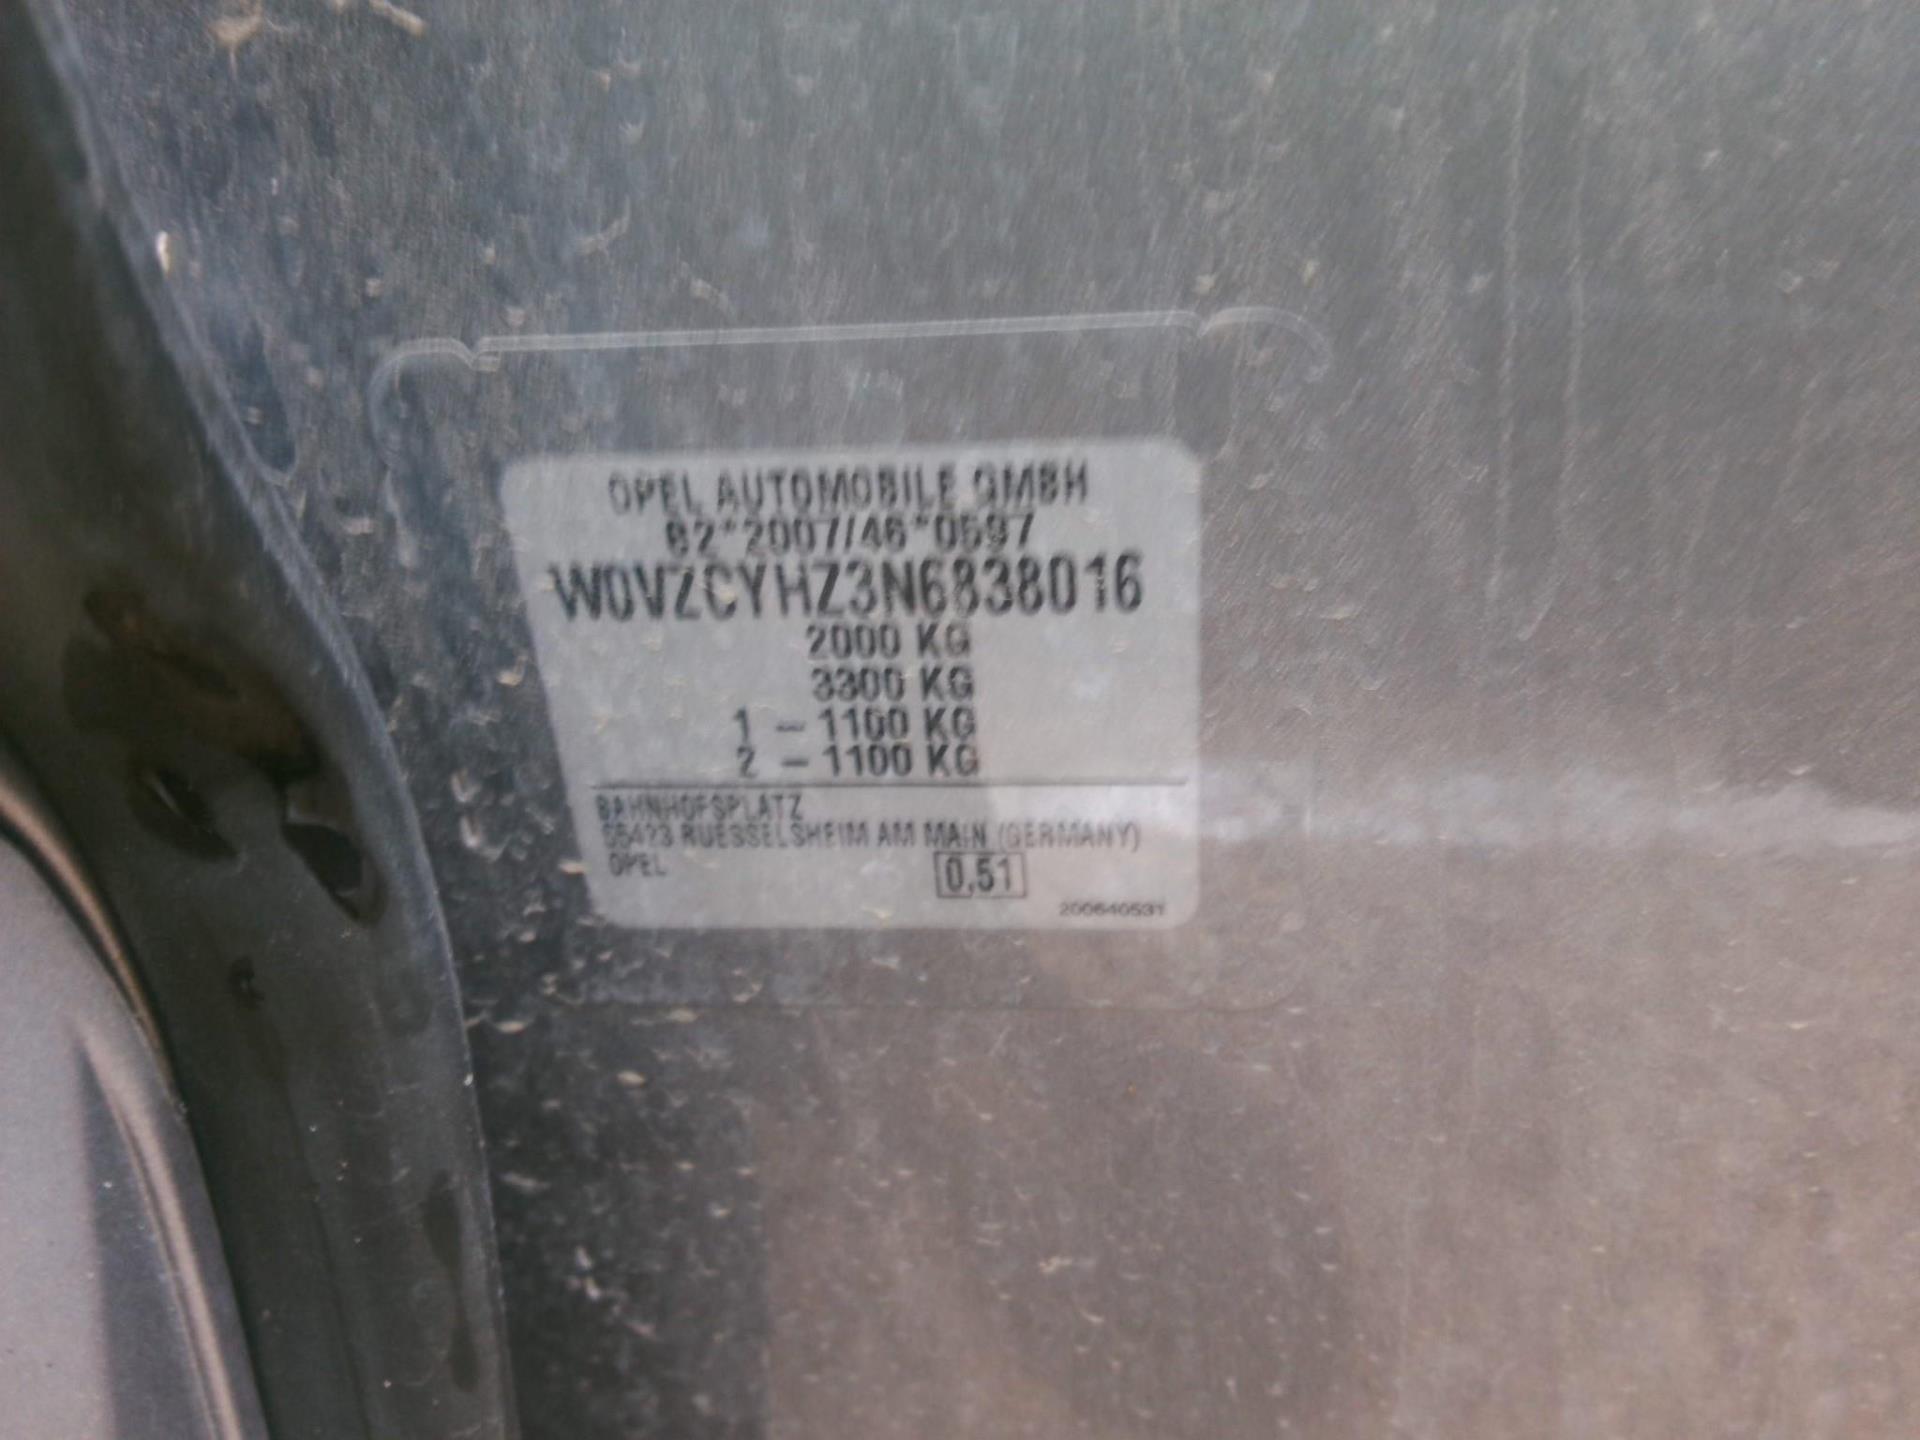 OPEL AUTOMOBILE GMBH
e2*2007/46*0597
W0VZCYHZ3N6838016
2000 KG
3300 KG
1 - 1100 KG
2 - 1100 KG
BAHNHOFSPLATZ
65423 RUESSELSHEIM AM MAIN (GERMANY)
OPEL
0,51
200640531